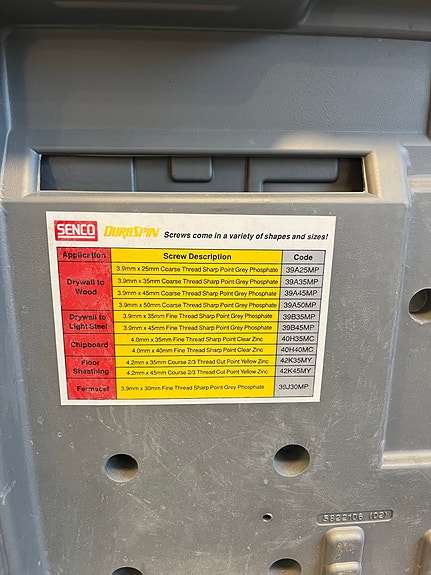 SENCO DURASPIN Screws come in a variety of shapes and sizes!
Application Screw Description Code
Drywall to Wood
3.9mm x 25mm Coarse Thread Sharp Point Grey Phosphate 39A25MP
3.9mm x 35mm Coarse Thread Sharp Point Grey Phosphate 39A35MP
3.9mm x 45mm Coarse Thread Sharp Point Grey Phosphate 39A45MP
3.9mm x 50mm Coarse Thread Sharp Point Grey Phosphate 39A50MP
Drywall to Light Steel
3.9mm x 35mm Fine Thread Sharp Point Grey Phosphate 39B35MP
3.9mm x 45mm Fine Thread Sharp Point Grey Phosphate 39B45MP
Chipboard
4.0mm x 35mm Fine Thread Sharp Point Clear Zinc 40H35MC
4.0mm x 40mm Fine Thread Sharp Point Clear Zinc 40H40MC
Floor Sheathing
4.2mm x 35mm Course 2/3 Thread Cut Point Yellow Zinc 42K35MY
4.2mm x 45mm Course 2/3 Thread Cut Point Yellow Zinc 42K45MY
Fermacel
3.9mm x 30mm Fine Thread Sharp Point Grey Phosphate 39J30MP
5822106 (02)